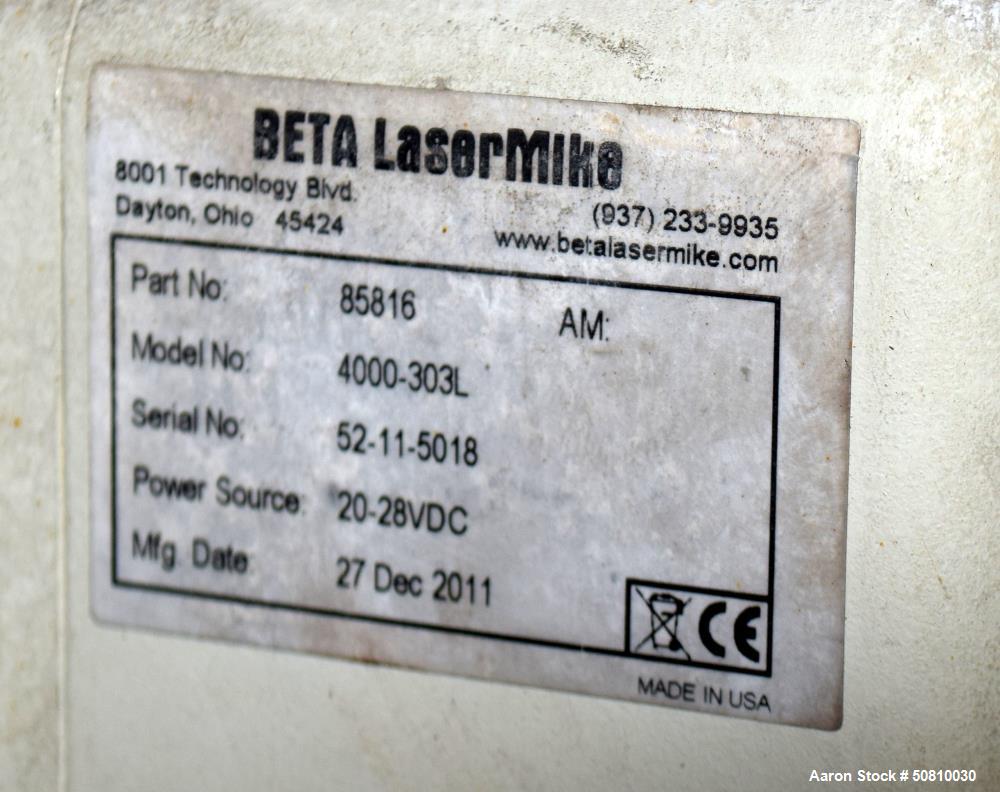 BETA LaserMike
8001 Technology Blvd.
Dayton, Ohio 45424
(937) 233-9935
www.betalasermike.com
Part No: 85816 AM:
Model No: 4000-303L
Serial No: 52-11-5018
Power Source: 20-28VDC
Mfg. Date: 27 Dec 2011
CE
MADE IN USA
Aaron Stock # 50810030